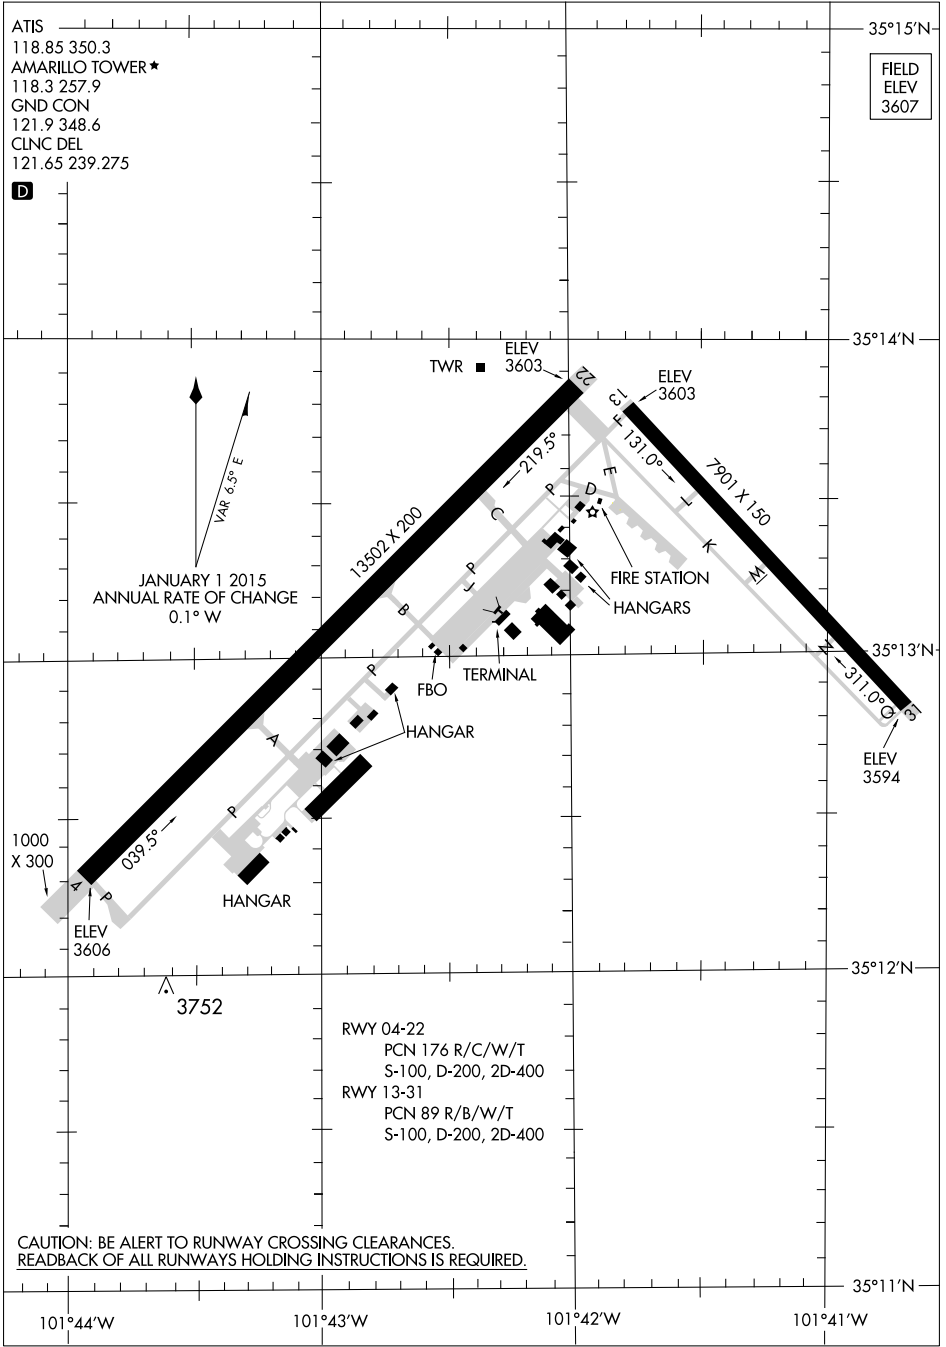 ATIS
118.85 350.3
AMARILLO TOWER★
118.3 257.9
GND CON
121.9 348.6
CLNC DEL
121.65 239.275
D
35°15'N
FIELD
ELEV
3607
35°14'N
TWR
ELEV
3603
22
13
ELEV
3603
F
131.0°
7901 X 150
219.5°
E
D
P
C
L
K
M
VAR 6.5° E
13502 X 200
JANUARY 1 2015
ANNUAL RATE OF CHANGE
0.1° W
P
J
B
H
FIRE STATION
HANGARS
TERMINAL
FBO
P
35°13'N
N
311.0°
Q
31
ELEV
3594
HANGAR
A
P
039.5°
1000
X 300
4
P
HANGAR
ELEV
3606
35°12'N
3752
RWY 04-22
PCN 176 R/C/W/T
S-100, D-200, 2D-400
RWY 13-31
PCN 89 R/B/W/T
S-100, D-200, 2D-400
CAUTION: BE ALERT TO RUNWAY CROSSING CLEARANCES.
READBACK OF ALL RUNWAYS HOLDING INSTRUCTIONS IS REQUIRED.
35°11'N
101°44'W
101°43'W
101°42'W
101°41'W